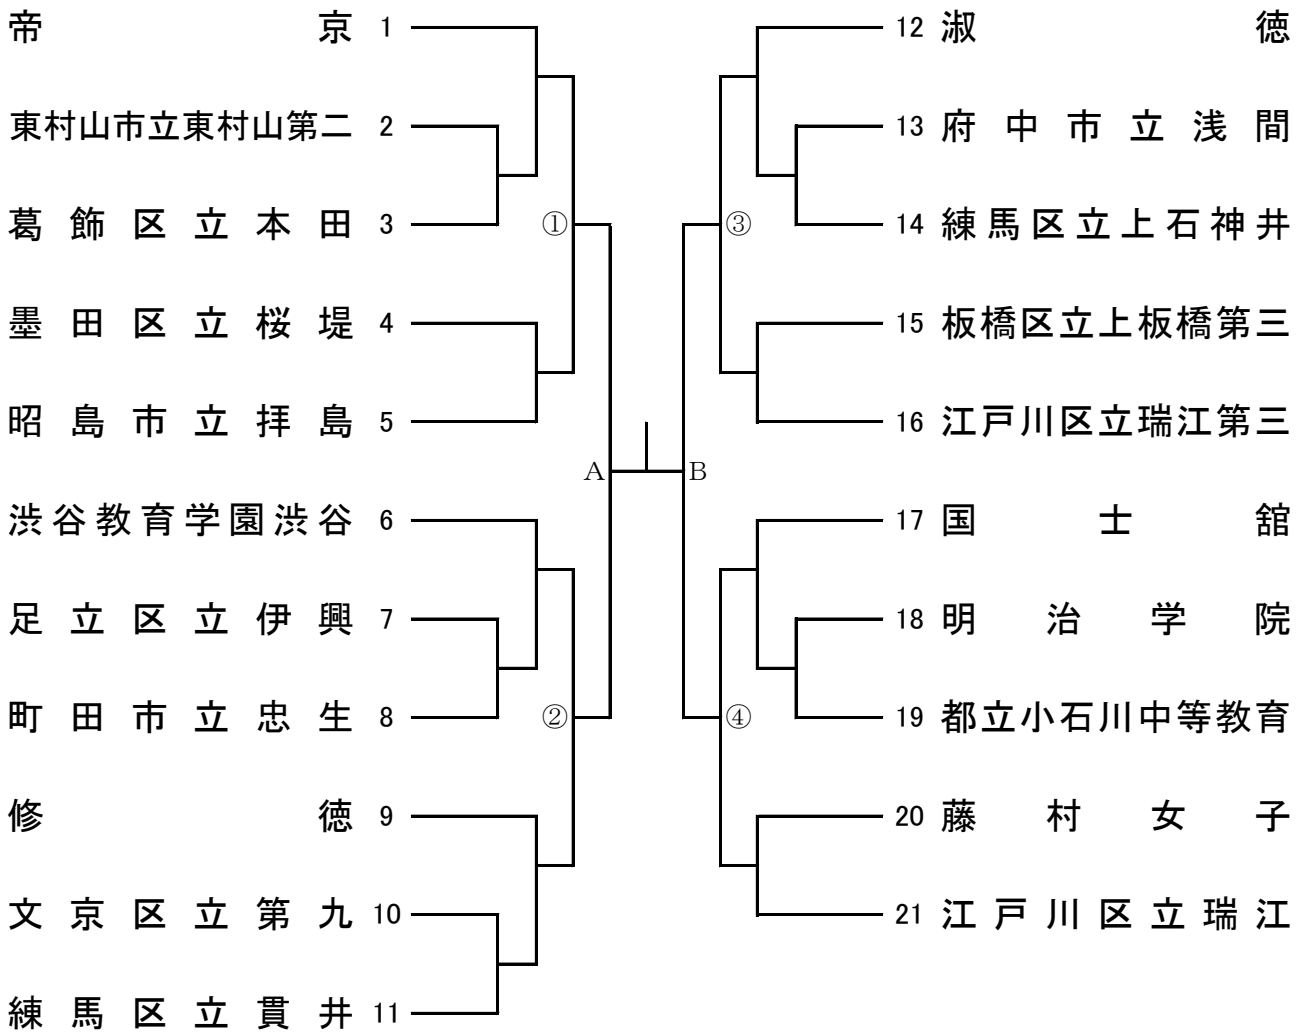 帝京 1
東村山市立東村山第二 2
葛飾区立本田 3
①
墨田区立桜堤 4
昭島市立拝島 5
A
渋谷教育学園渋谷 6
足立区立伊興 7
町田市立忠生 8
②
修徳 9
文京区立第九 10
練馬区立貫井 11
12 淑徳
13 府中市立浅間
③
14 練馬区立上石神井
15 板橋区立上板橋第三
16 江戸川区立瑞江第三
B
17 国士舘
18 明治学院
④
19 都立小石川中等教育
20 藤村女子
21 江戸川区立瑞江